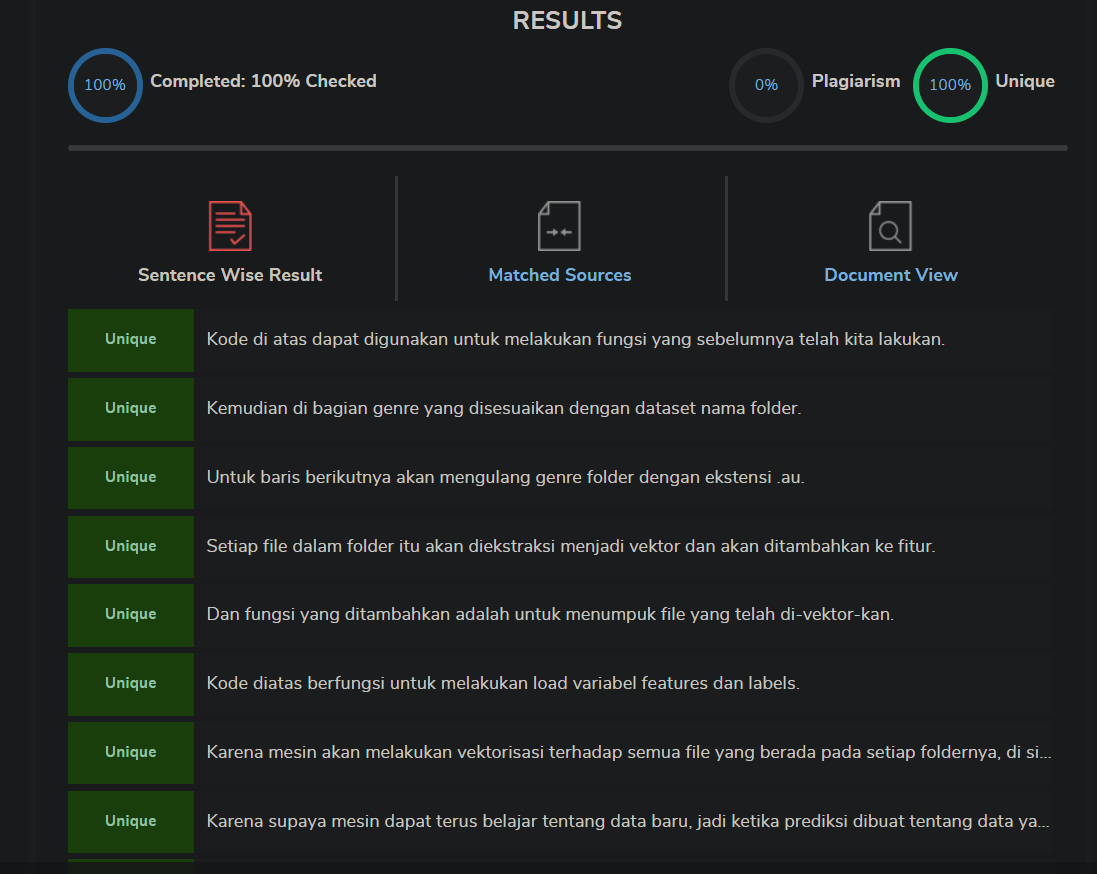 RESULTS
100% Completed: 100% Checked 0% Plagiarism 100% Unique
Sentence Wise Result Matched Sources Document View
Unique Kode di atas dapat digunakan untuk melakukan fungsi yang sebelumnya telah kita lakukan.
Unique Kemudian di bagian genre yang disesuaikan dengan dataset nama folder.
Unique Untuk baris berikutnya akan mengulang genre folder dengan ekstensi .au.
Unique Setiap file dalam folder itu akan diekstraksi menjadi vektor dan akan ditambahkan ke fitur.
Unique Dan fungsi yang ditambahkan adalah untuk menumpuk file yang telah di-vektor-kan.
Unique Kode diatas berfungsi untuk melakukan load variabel features dan labels.
Unique Karena mesin akan melakukan vektorisasi terhadap semua file yang berada pada setiap foldernya, di si...
Unique Karena supaya mesin dapat terus belajar tentang data baru, jadi ketika prediksi dibuat tentang data ya...